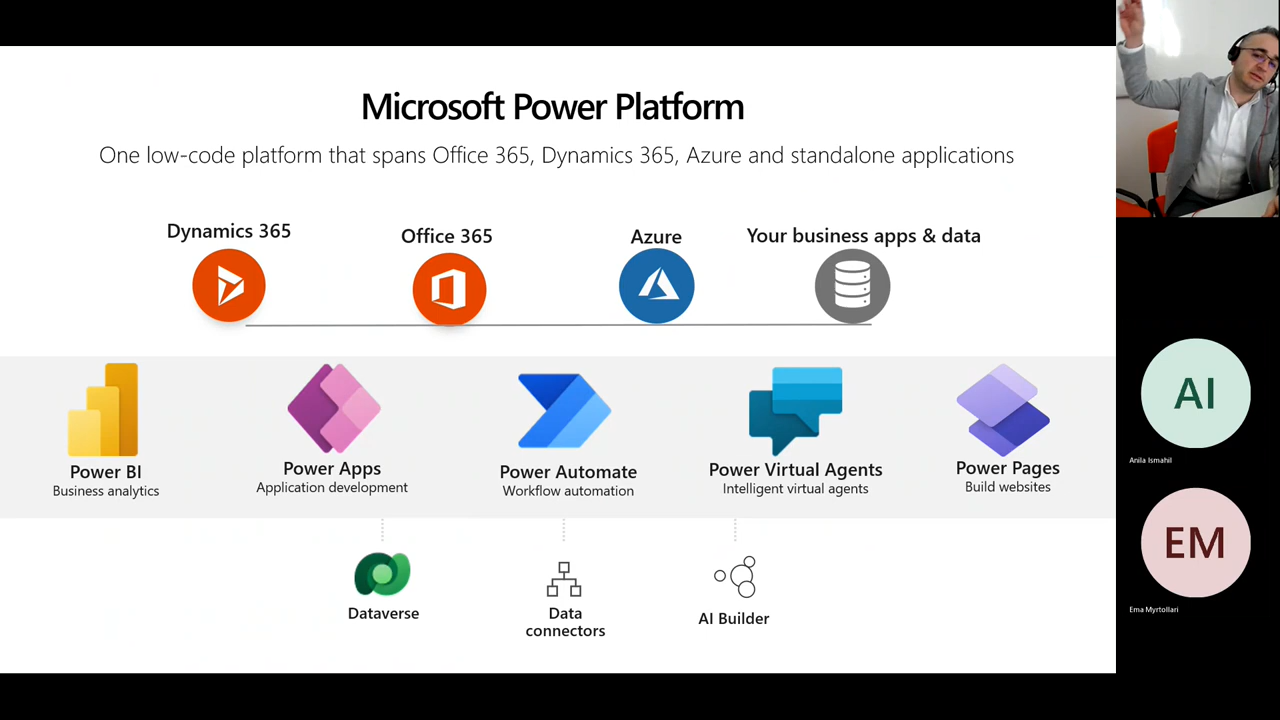 Microsoft Power Platform
One low-code platform that spans Office 365, Dynamics 365, Azure and standalone applications
Dynamics 365
Office 365
Azure
Your business apps & data
Power BI
Business analytics
Power Apps
Application development
Power Automate
Workflow automation
Power Virtual Agents
Intelligent virtual agents
Power Pages
Build websites
Dataverse
Data
connectors
AI Builder
AI
Anila Ismahil
EM
Ema Myrtollari